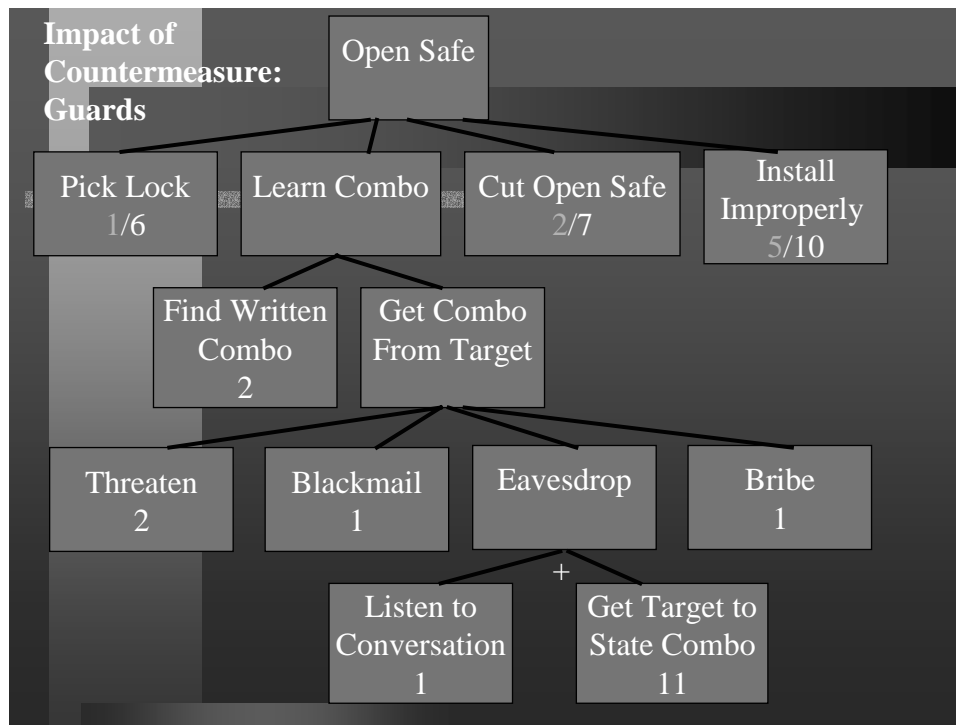 Impact of
Countermeasure:
Guards
Open Safe
Pick Lock
1/6
Learn Combo
Cut Open Safe
2/7
Install
Improperly
5/10
Find Written
Combo
2
Get Combo
From Target
Threaten
2
Blackmail
1
Eavesdrop
Bribe
1
+
Listen to
Conversation
1
Get Target to
State Combo
11